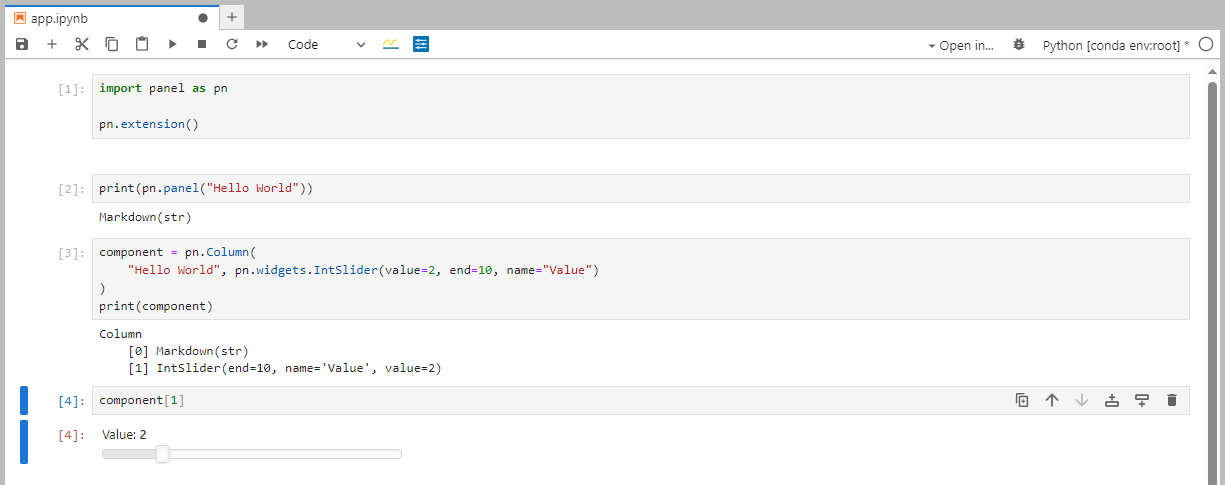 app.ipynb
Code
Open in...
Python [conda env:root] *
[1]:
import panel as pn
pn.extension()
[2]:
print(pn.panel("Hello World"))
Markdown(str)
[3]:
component = pn.Column(
    "Hello World", pn.widgets.IntSlider(value=2, end=10, name="Value")
)
print(component)
Column
    [0] Markdown(str)
    [1] IntSlider(end=10, name='Value', value=2)
[4]:
component[1]
[4]:
Value: 2